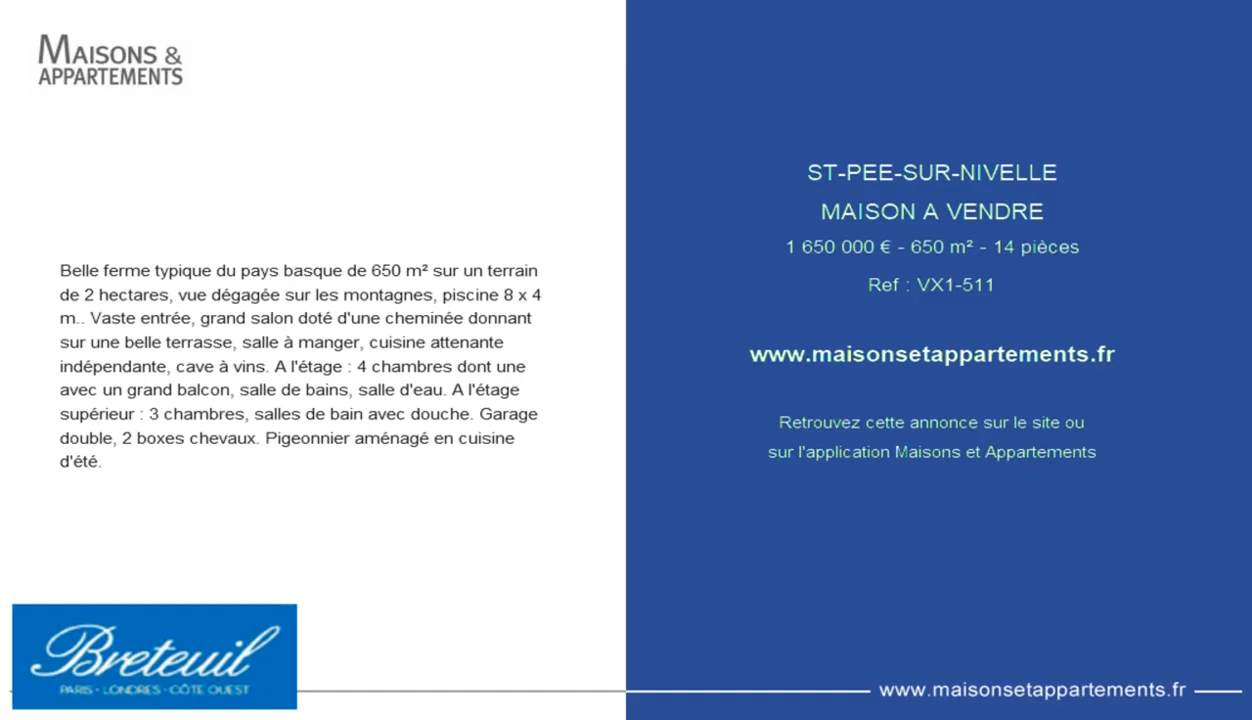 MAISONS &
APPARTEMENTS
Belle ferme typique du pays basque de 650 m² sur un terrain
de 2 hectares, vue dégagée sur les montagnes, piscine 8 x 4
m.. Vaste entrée, grand salon doté d'une cheminée donnant
sur une belle terrasse, salle à manger, cuisine attenante
indépendante, cave à vins. A l'étage : 4 chambres dont une
avec un grand balcon, salle de bains, salle d'eau. A l'étage
supérieur : 3 chambres, salles de bain avec douche. Garage
double, 2 boxes chevaux. Pigeonnier aménagé en cuisine
d'été.
Breteuil
PARIS · LONDRES · CÔTE OUEST
ST-PEE-SUR-NIVELLE
MAISON A VENDRE
1 650 000 € - 650 m² - 14 pièces
Ref : VX1-511
www.maisonsetappartements.fr
Retrouvez cette annonce sur le site ou
sur l'application Maisons et Appartements
www.maisonsetappartements.fr